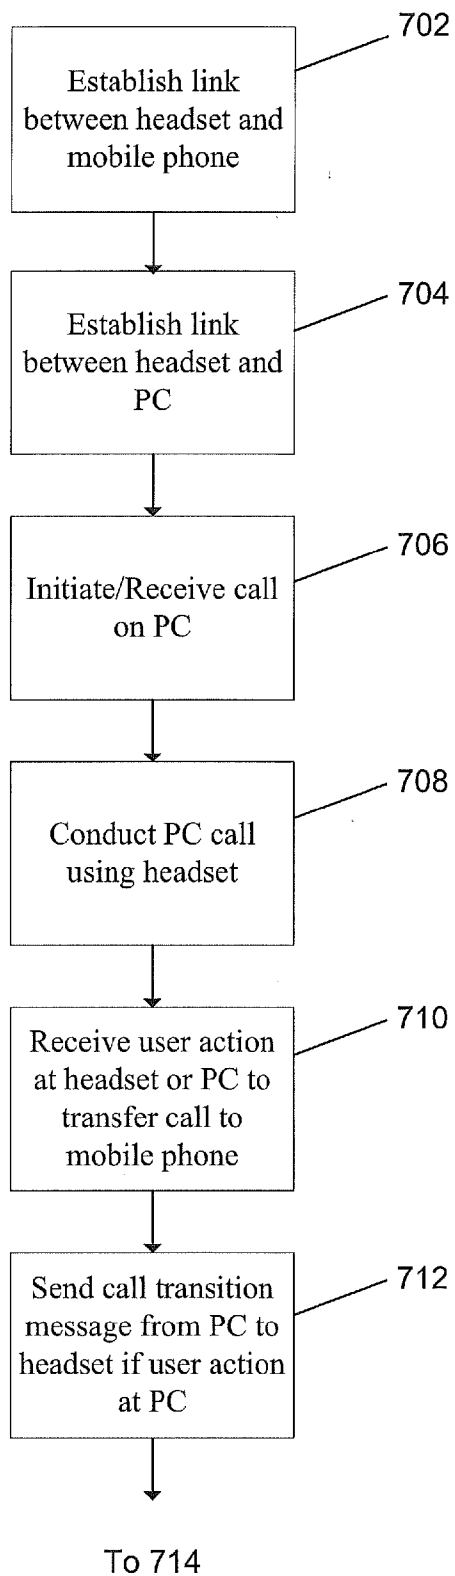 702
Establish link
between headset and
mobile phone
704
Establish link
between headset and
PC
706
Initiate/Receive call
on PC
708
Conduct PC call
using headset
710
Receive user action
at headset or PC to
transfer call to
mobile phone
712
Send call transition
message from PC to
headset if user action
at PC
To 714